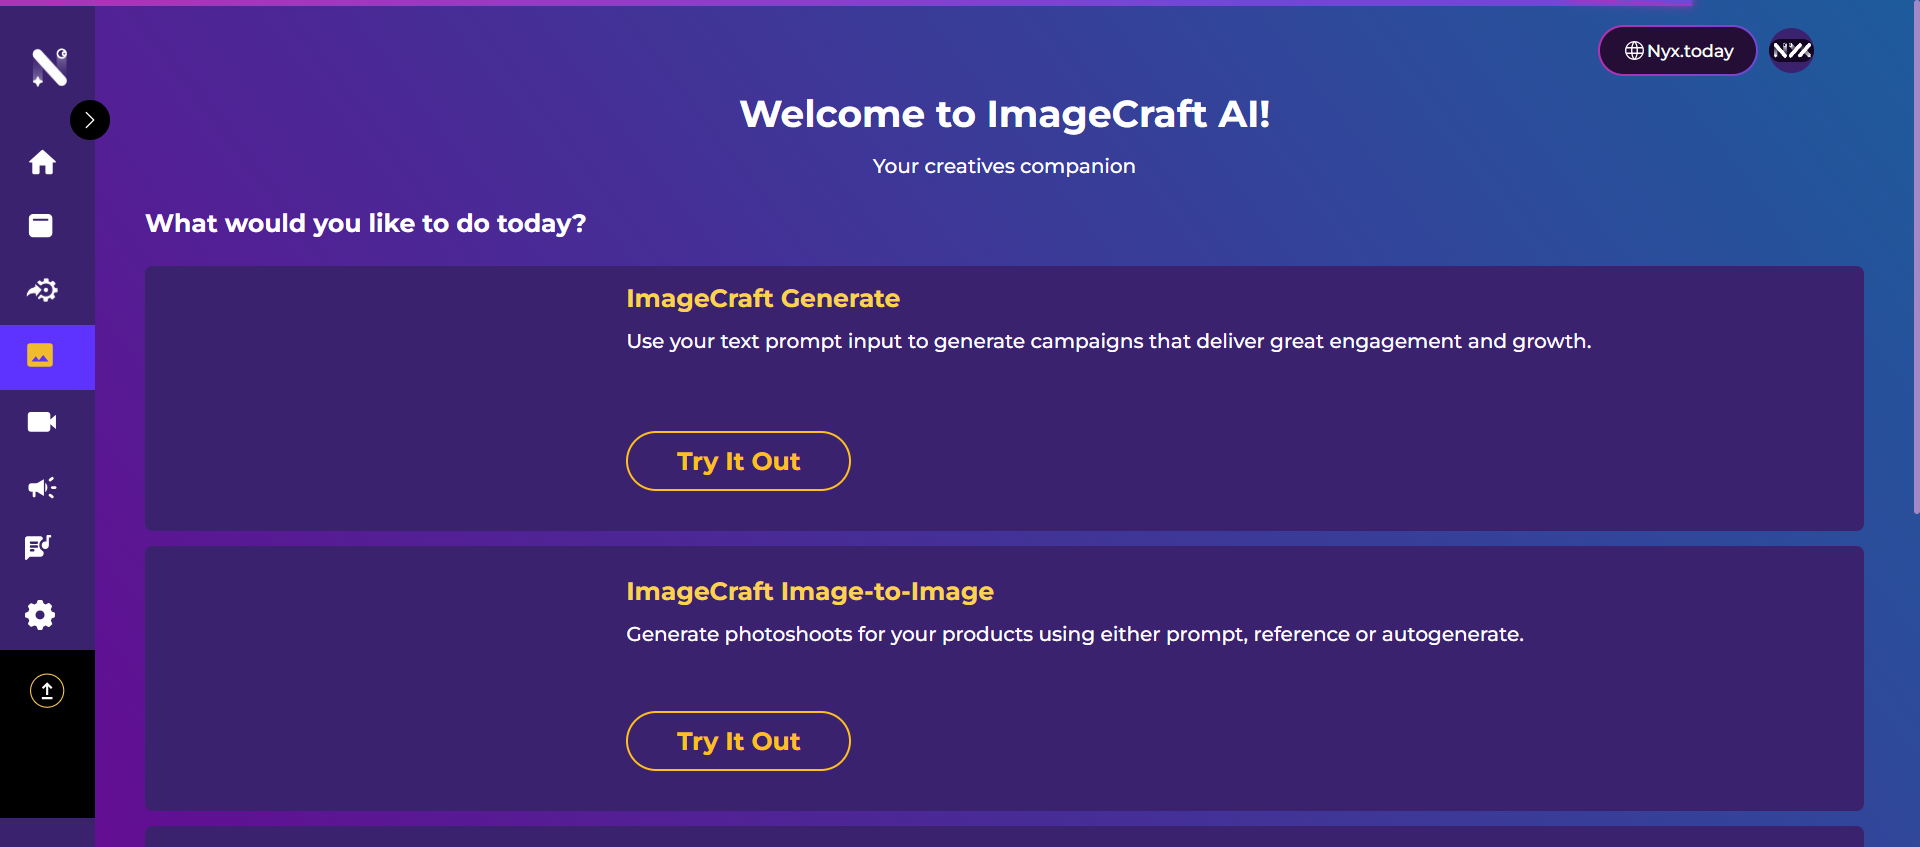 Nyx.today
NYX
Welcome to ImageCraft AI!
Your creatives companion
What would you like to do today?
ImageCraft Generate
Use your text prompt input to generate campaigns that deliver great engagement and growth.
Try It Out
ImageCraft Image-to-Image
Generate photoshoots for your products using either prompt, reference or autogenerate.
Try It Out